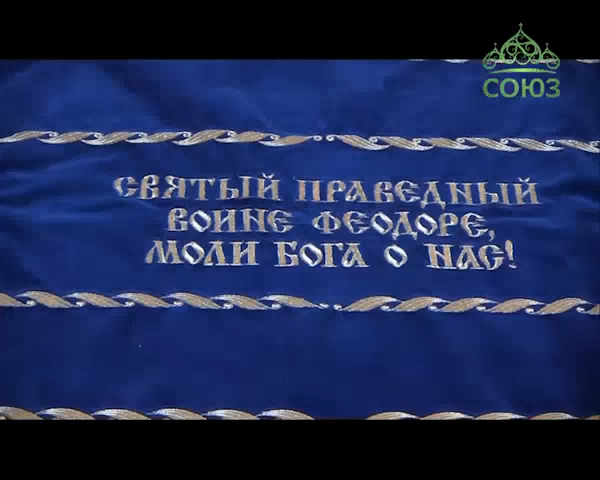 СОЮЗ
СВЯТЫЙ ПРАВЕДНЫЙ
ВОИНЕ ФЕОДОРЕ,
МОЛИ БОГА О НАС!